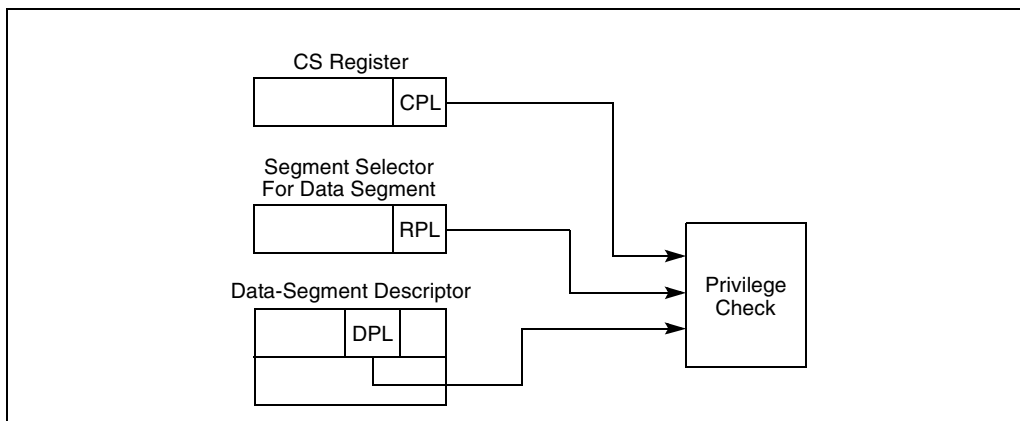 CS Register
CPL
Segment Selector
For Data Segment
RPL
Data-Segment Descriptor
DPL
Privilege
Check